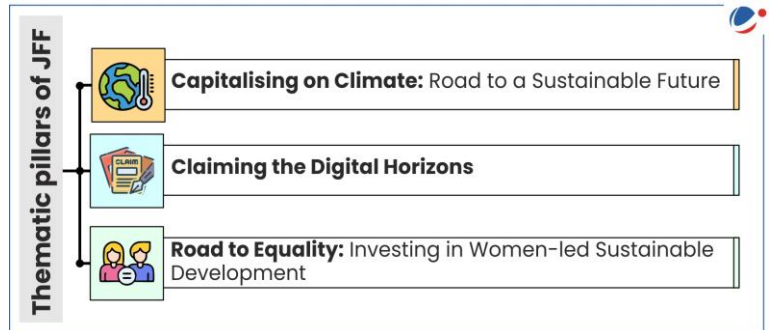 Thematic pillars of JFF
Capitalising on Climate: Road to a Sustainable Future
CLAIM
Claiming the Digital Horizons
Road to Equality: Investing in Women-led Sustainable
Development